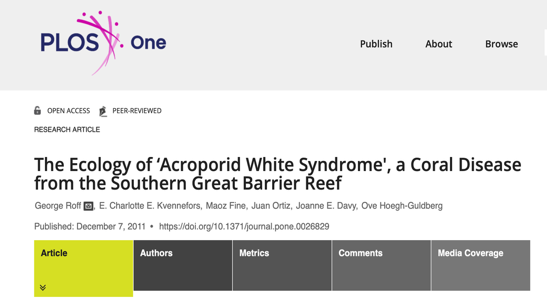 PLOS One
Publish About Browse
OPEN ACCESS PEER-REVIEWED
RESEARCH ARTICLE
The Ecology of ‘Acroporid White Syndrome', a Coral Disease
from the Southern Great Barrier Reef
George Roff, E. Charlotte E. Kvennefors, Maoz Fine, Juan Ortiz, Joanne E. Davy, Ove Hoegh-Guldberg
Published: December 7, 2011 • https://doi.org/10.1371/journal.pone.0026829
Article Authors Metrics Comments Media Coverage